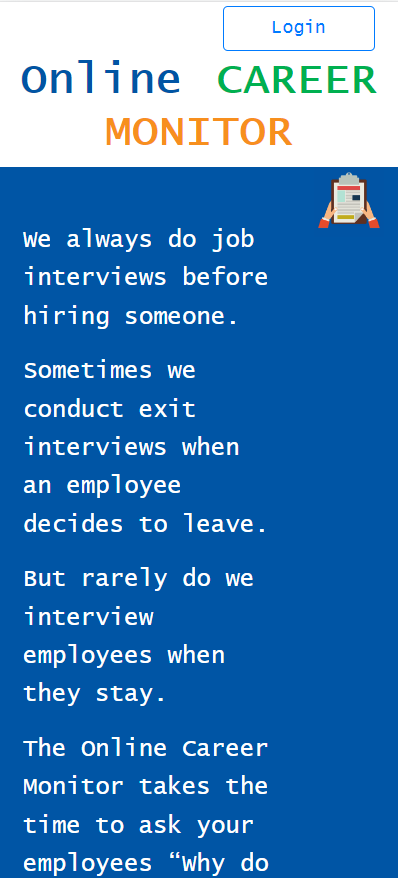 Login
Online CAREER
MONITOR
We always do job
interviews before
hiring someone.
Sometimes we
conduct exit
interviews when
an employee
decides to leave.
But rarely do we
interview
employees when
they stay.
The Online Career
Monitor takes the
time to ask your
employees “Why do